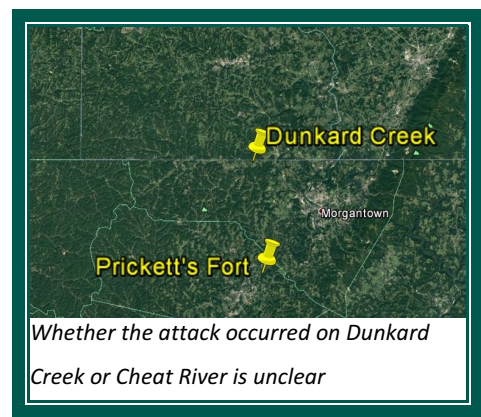 Dunkard Creek
Morgantown
Prickett's Fort
Whether the attack occurred on Dunkard
Creek or Cheat River is unclear